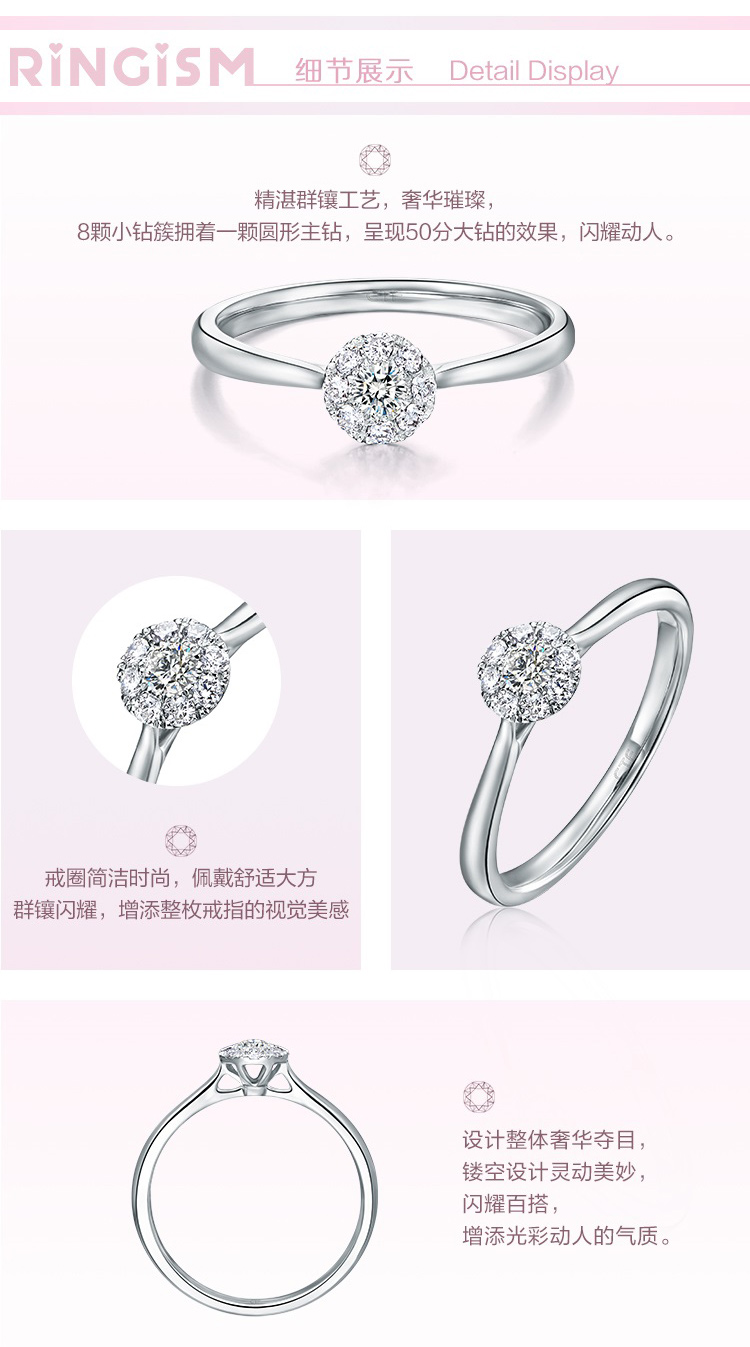 RiNGiSM 细节展示 Detail Display
精湛群镶工艺，奢华璀璨，
8颗小钻簇拥着一颗圆形主钻，呈现50分大钻的效果，闪耀动人。
戒圈简洁时尚，佩戴舒适大方
群镶闪耀，增添整枚戒指的视觉美感
设计整体奢华夺目，
镂空设计灵动美妙，
闪耀百搭，
增添光彩动人的气质。